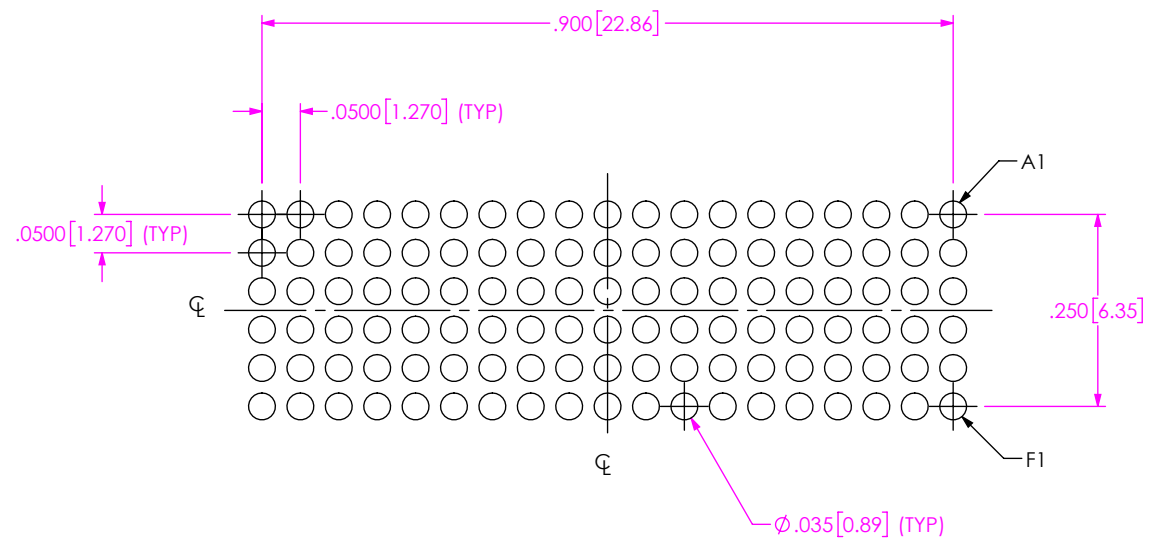 .900[22.86]
.0500[1.270] (TYP)
A1
.0500[1.270] (TYP)
℄
.250[6.35]
℄
F1
Ø.035[0.89] (TYP)